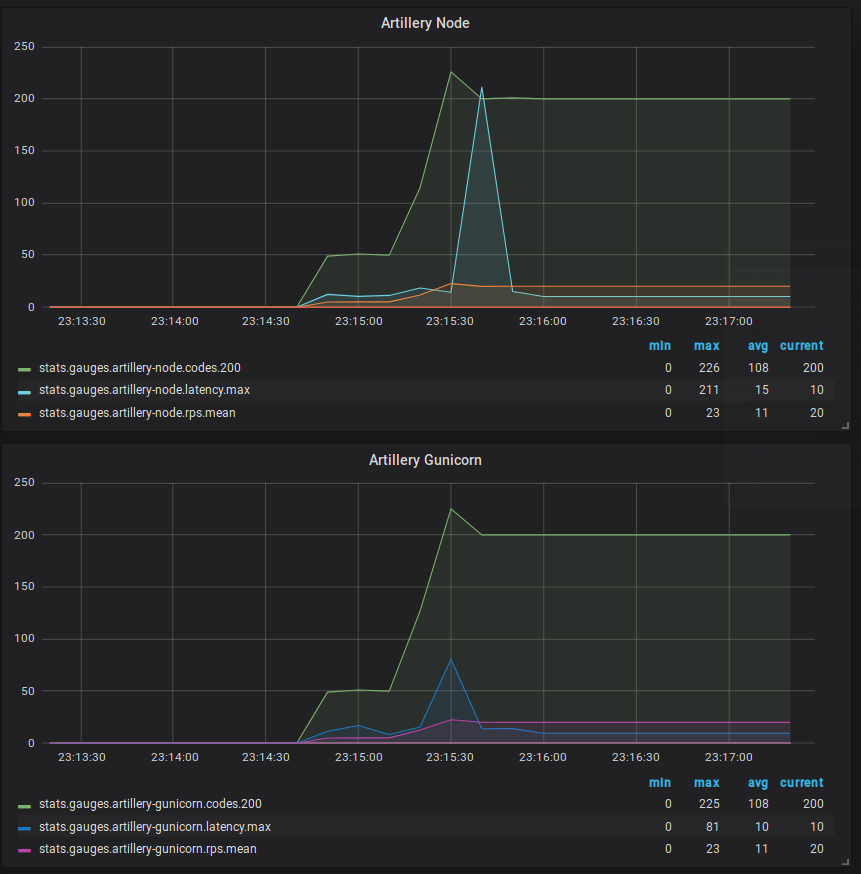 Artillery Node
250
200
150
100
50
0
23:13:30 23:14:00 23:14:30 23:15:00 23:15:30 23:16:00 23:16:30 23:17:00
min max avg current
stats.gauges.artillery-node.codes.200 0 226 108 200
stats.gauges.artillery-node.latency.max 0 211 15 10
stats.gauges.artillery-node.rps.mean 0 23 11 20
Artillery Gunicorn
250
200
150
100
50
0
23:13:30 23:14:00 23:14:30 23:15:00 23:15:30 23:16:00 23:16:30 23:17:00
min max avg current
stats.gauges.artillery-gunicorn.codes.200 0 225 108 200
stats.gauges.artillery-gunicorn.latency.max 0 81 10 10
stats.gauges.artillery-gunicorn.rps.mean 0 23 11 20